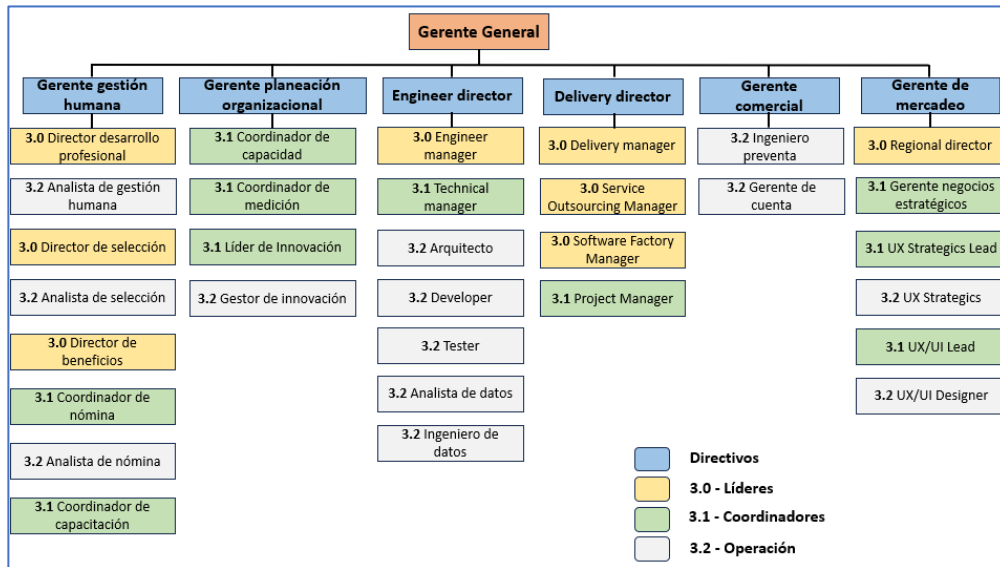 Gerente General
Gerente gestión
humana
3.0 Director desarrollo
profesional
3.2 Analista de gestión
humana
3.0 Director de selección
3.2 Analista de selección
3.0 Director de
beneficios
3.1 Coordinador de
nómina
3.2 Analista de nómina
3.1 Coordinador de
capacitación
Gerente planeación
organizacional
3.1 Coordinador de
capacidad
3.1 Coordinador de
medición
3.1 Líder de Innovación
3.2 Gestor de innovación
Engineer director
3.0 Engineer
manager
3.1 Technical
manager
3.2 Arquitecto
3.2 Developer
3.2 Tester
3.2 Analista de datos
3.2 Ingeniero de
datos
Delivery director
3.0 Delivery manager
3.0 Service
Outsourcing Manager
3.0 Software Factory
Manager
3.1 Project Manager
Gerente
comercial
3.2 Ingeniero
preventa
3.2 Gerente de
cuenta
Gerente de
mercadeo
3.0 Regional director
3.1 Gerente negocios
estratégicos
3.1 UX Strategics Lead
3.2 UX Strategics
3.1 UX/UI Lead
3.2 UX/UI Designer
Directivos
3.0 - Líderes
3.1 - Coordinadores
3.2 - Operación